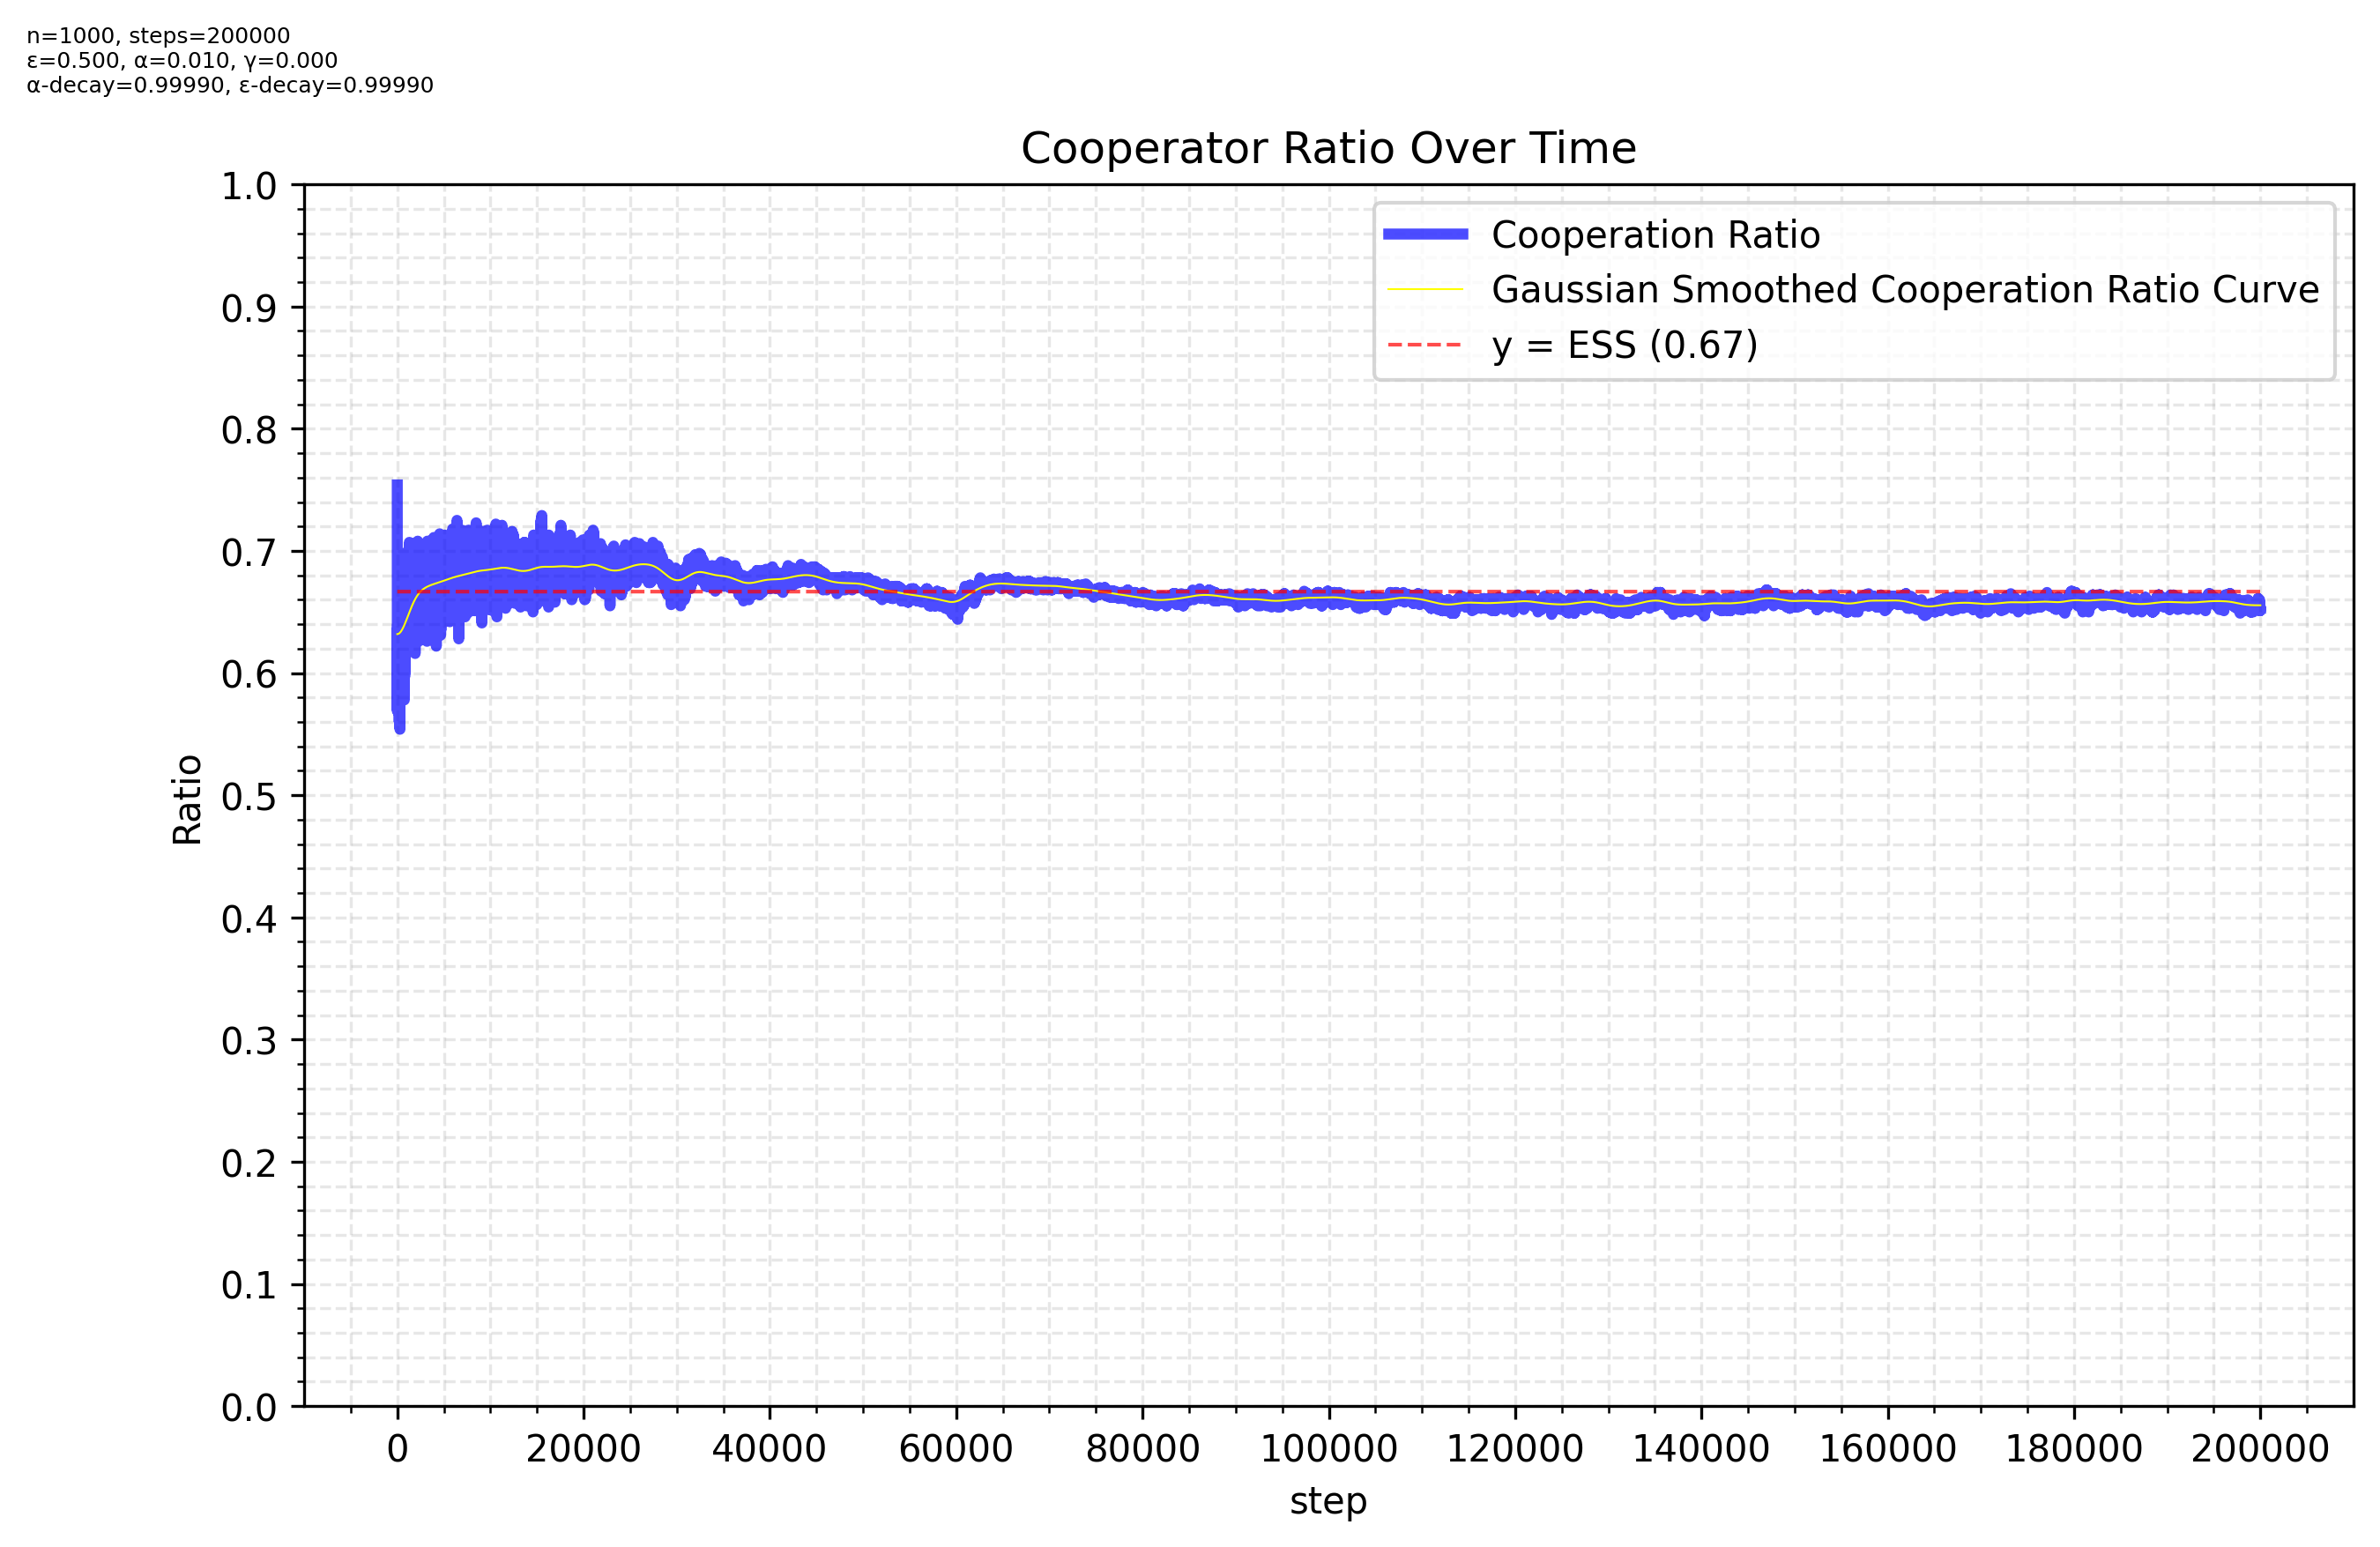 n=1000, steps=200000
ε=0.500, α=0.010, γ=0.000
α-decay=0.99990, ε-decay=0.99990
Cooperator Ratio Over Time
Cooperation Ratio
Gaussian Smoothed Cooperation Ratio Curve
y = ESS (0.67)
1.0
0.9
0.8
0.7
0.6
0.5
0.4
0.3
0.2
0.1
0.0
Ratio
0 20000 40000 60000 80000 100000 120000 140000 160000 180000 200000
step